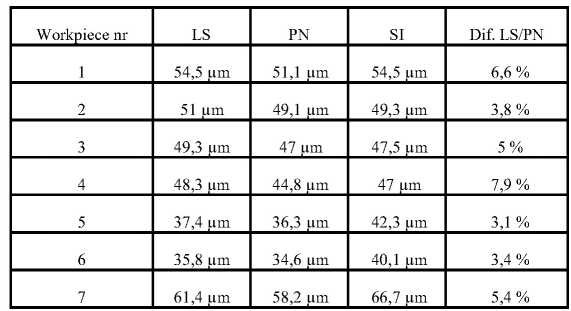 Workpiece nr LS PN SI Dif. LS/PN
1 54,5 µm 51,1 µm 54,5 µm 6,6 %
2 51 µm 49,1 µm 49,3 µm 3,8 %
3 49,3 µm 47 µm 47,5 µm 5 %
4 48,3 µm 44,8 µm 47 µm 7,9 %
5 37,4 µm 36,3 µm 42,3 µm 3,1 %
6 35,8 µm 34,6 µm 40,1 µm 3,4 %
7 61,4 µm 58,2 µm 66,7 µm 5,4 %